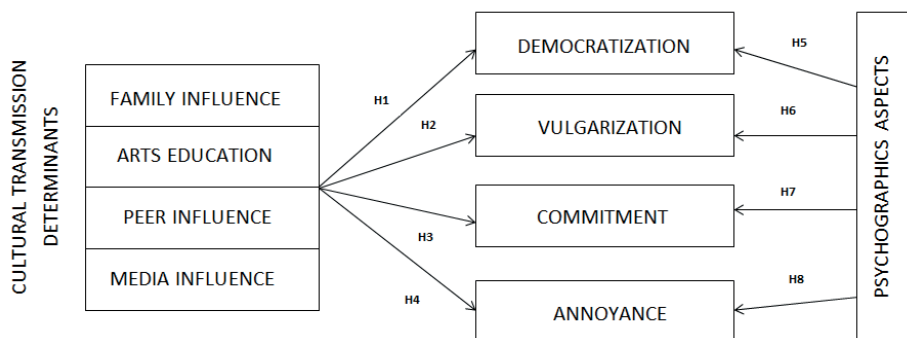 CULTURAL TRANSMISSION
DETERMINANTS
FAMILY INFLUENCE
ARTS EDUCATION
PEER INFLUENCE
MEDIA INFLUENCE
H1
H2
H3
H4
DEMOCRATIZATION
VULGARIZATION
COMMITMENT
ANNOYANCE
H5
H6
H7
H8
PSYCHOGRAPHICS ASPECTS